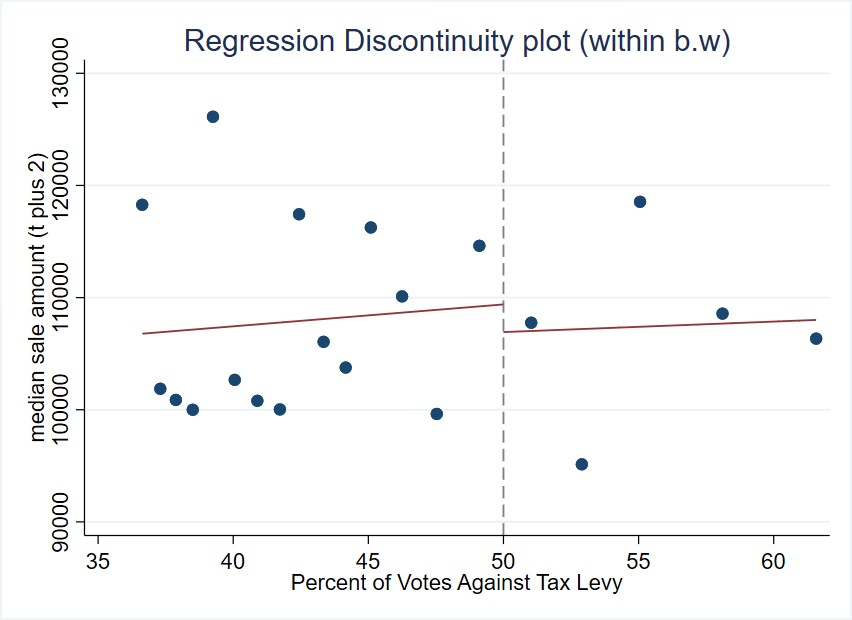 Regression Discontinuity plot (within b.w)
median sale amount (t plus 2)
130000
120000
110000
100000
90000
35 40 45 50 55 60
Percent of Votes Against Tax Levy